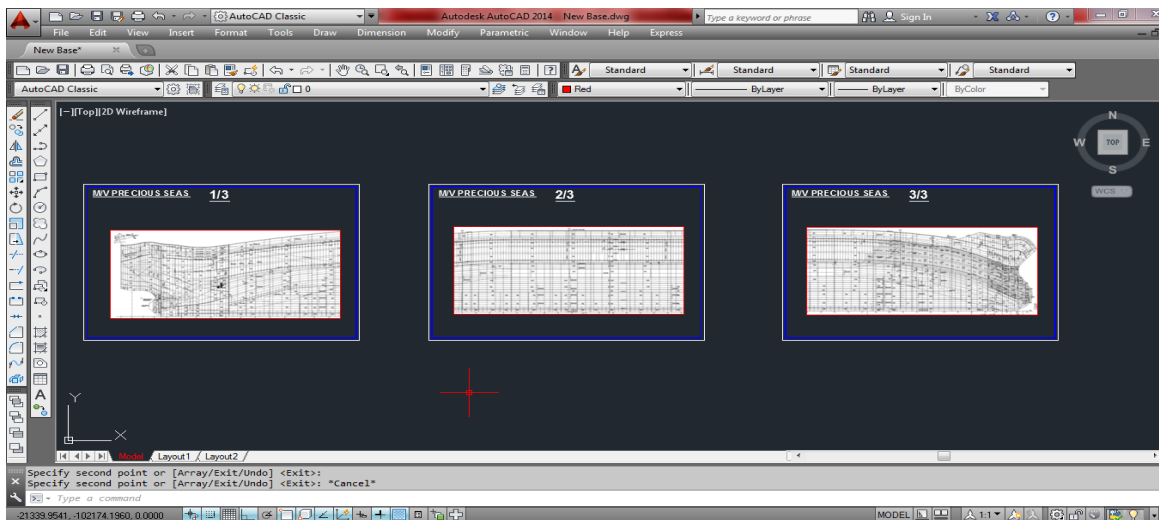 AutoCAD Classic
Autodesk AutoCAD 2014 New Base.dwg
Type a keyword or phrase
Sign In
File Edit View Insert Format Tools Draw Dimension Modify Parametric Window Help Express
New Base*
Standard Standard Standard Standard
AutoCAD Classic 0 Red ByLayer ByLayer ByColor
[−][Top][2D Wireframe]
N
W TOP E
S
WCS
M/V PRECIOUS SEAS 1/3
M/V PRECIOUS SEAS 2/3
M/V PRECIOUS SEAS 3/3
Y
X
Model Layout1 Layout2
Specify second point or [Array/Exit/Undo] <Exit>:
Specify second point or [Array/Exit/Undo] <Exit>: *Cancel*
Type a command
-21339.9541, -102174.1960, 0.0000 MODEL 1:1